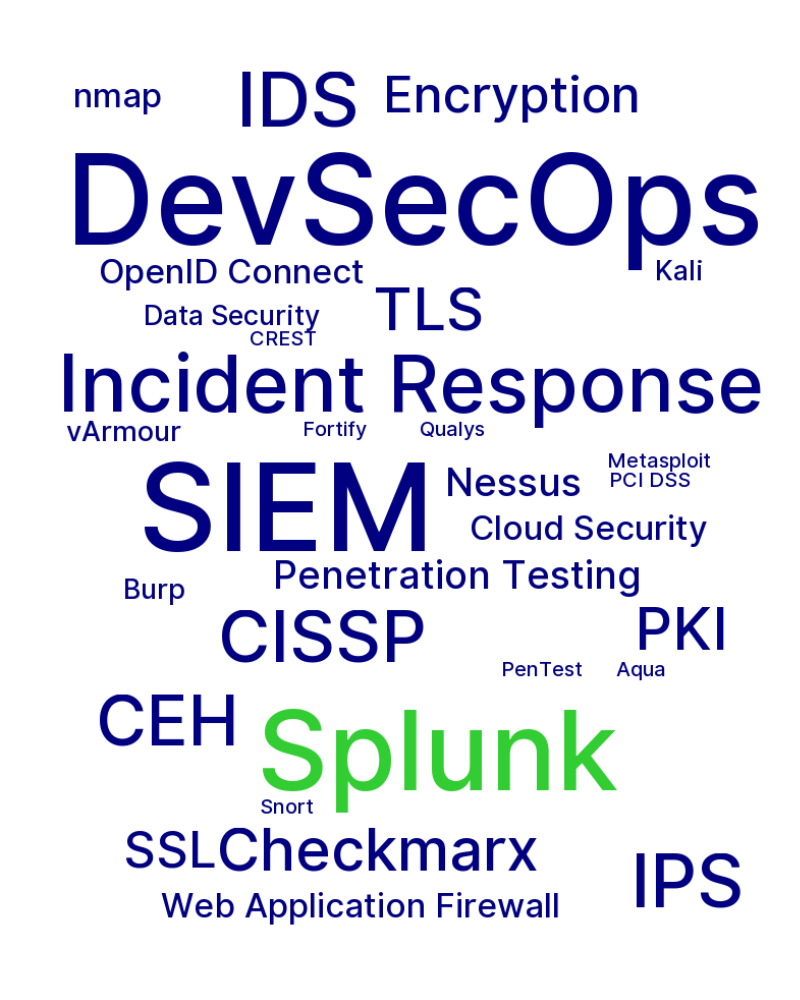 nmap IDS Encryption
DevSecOps
OpenID Connect Kali
Data Security TLS
CREST
Incident Response
vArmour Fortify Qualys
Metasploit
SIEM Nessus PCI DSS
Cloud Security
Penetration Testing
Burp
CISSP PKI
PenTest Aqua
CEH Splunk
Snort
SSL Checkmarx IPS
Web Application Firewall